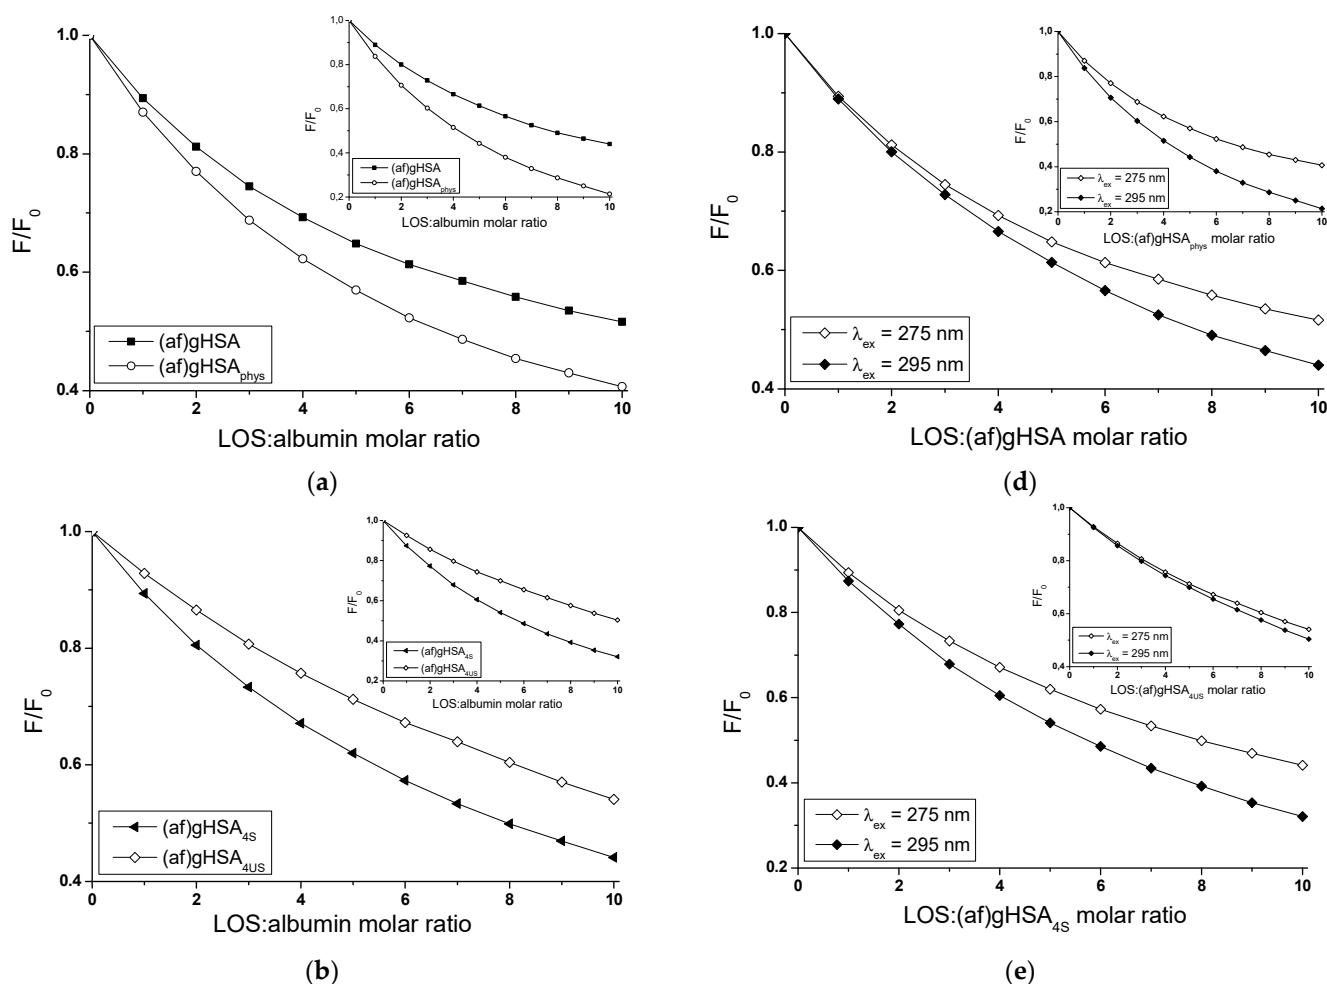 1.0
0.8
0.6
0.4
F/F0
0 2 4 6 8 10
LOS:albumin molar ratio
(af)gHSA
(af)gHSAphys
1,0
0,8
0,6
0,4
0,2
F/F0
0 2 4 6 8 10
LOS:albumin molar ratio
(af)gHSA
(af)gHSAphys
(a)
1.0
0.8
0.6
0.4
F/F0
0 2 4 6 8 10
LOS:(af)gHSA molar ratio
λex = 275 nm
λex = 295 nm
1,0
0,8
0,6
0,4
0,2
F/F0
0 2 4 6 8 10
LOS:(af)gHSAphys molar ratio
λex = 275 nm
λex = 295 nm
(d)
1.0
0.8
0.6
0.4
F/F0
0 2 4 6 8 10
LOS:albumin molar ratio
(af)gHSA4S
(af)gHSA4US
1,0
0,8
0,6
0,4
0,2
F/F0
0 2 4 6 8 10
LOS:albumin molar ratio
(af)gHSA4S
(af)gHSA4US
(b)
1.0
0.8
0.6
0.4
0.2
F/F0
0 2 4 6 8 10
LOS:(af)gHSA4S molar ratio
λex = 275 nm
λex = 295 nm
1,0
0,8
0,6
0,4
F/F0
0 2 4 6 8 10
LOS:(af)gHSA4US molar ratio
λex = 275 nm
λex = 295 nm
(e)